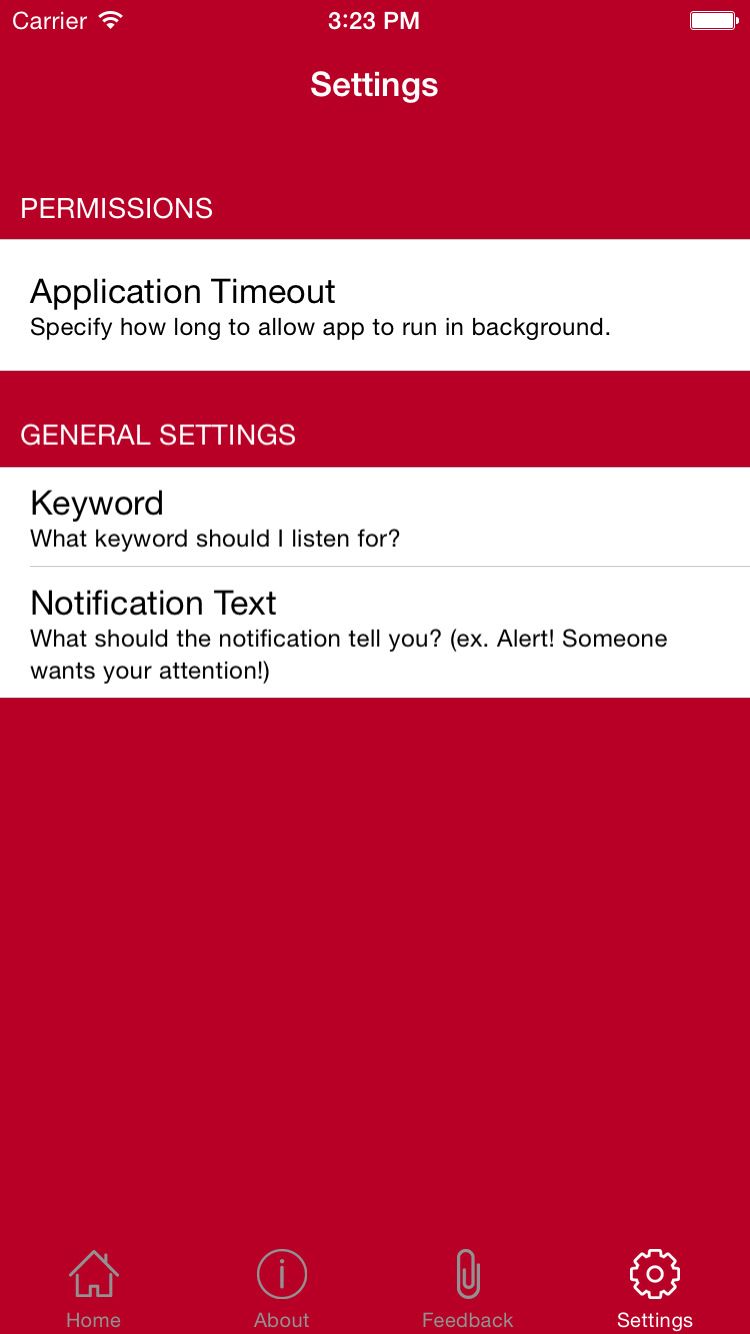 Carrier 3:23 PM
Settings
PERMISSIONS
Application Timeout
Specify how long to allow app to run in background.
GENERAL SETTINGS
Keyword
What keyword should I listen for?
Notification Text
What should the notification tell you? (ex. Alert! Someone
wants your attention!)
Home About Feedback Settings